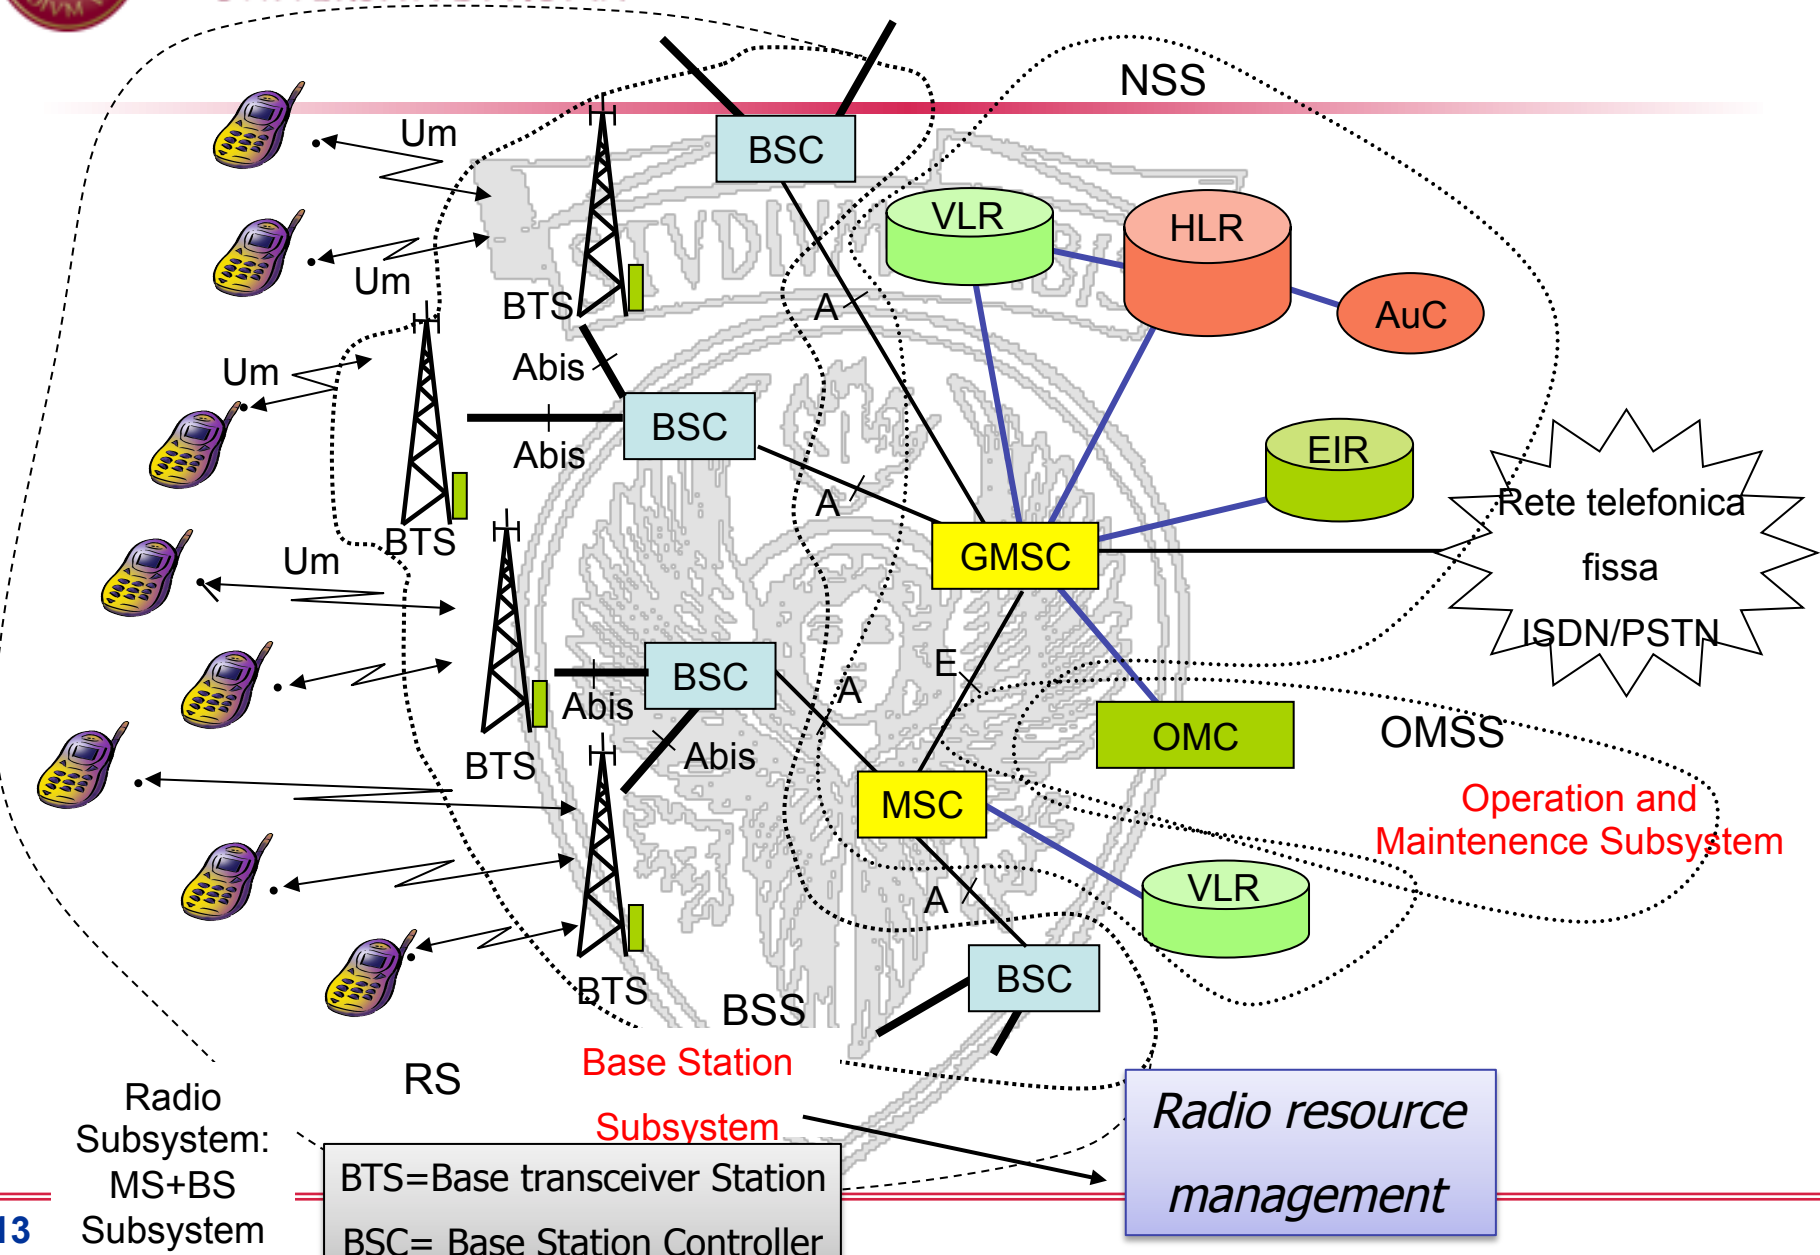 NSS
BSC
Um
VLR
HLR
Um
BTS
A
AuC
Abis
Um
BSC
EIR
Abis
A
Rete telefonica
fissa
ISDN/PSTN
BTS
GMSC
Um
BSC
A
E
Abis
OMC
OMSS
BTS
Abis
MSC
Operation and
Maintenence Subsystem
VLR
A
BSC
BTS
BSS
Base Station
Subsystem
RS
Radio
Subsystem:
MS+BS
Subsystem
Radio resource
management
BTS=Base transceiver Station
BSC= Base Station Controller
13